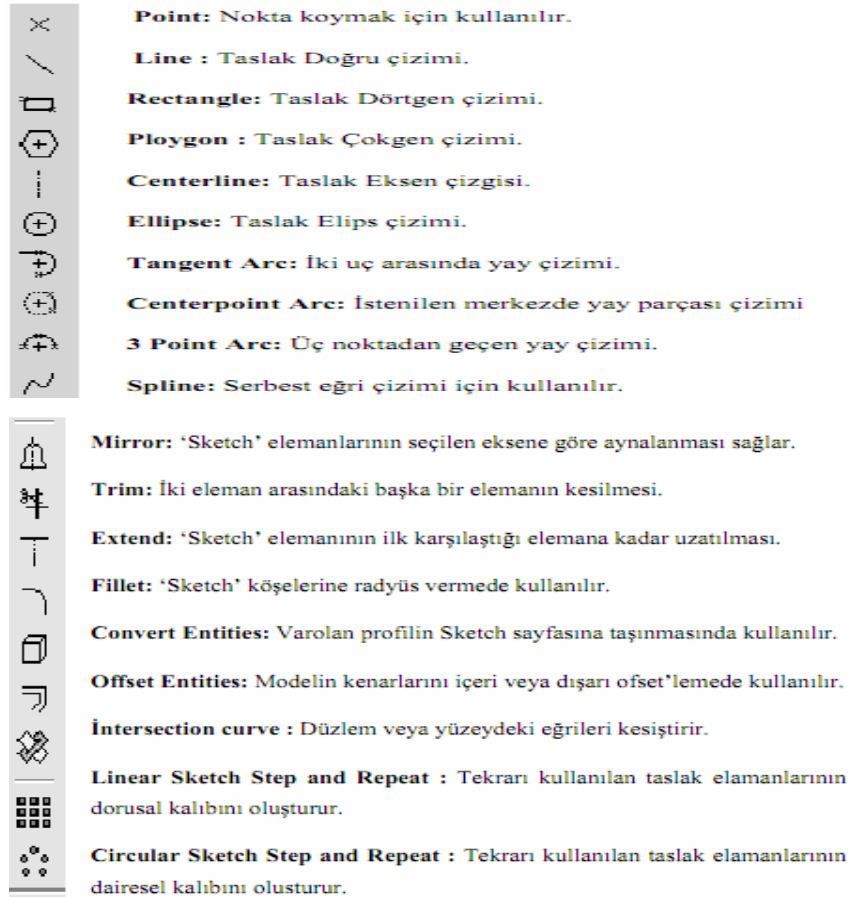 Point: Nokta koymak için kullanılır.
Line : Taslak Doğru çizimi.
Rectangle: Taslak Dörtgen çizimi.
Ploygon : Taslak Çokgen çizimi.
Centerline: Taslak Eksen çizgisi.
Ellipse: Taslak Elips çizimi.
Tangent Arc: İki uç arasında yay çizimi.
Centerpoint Arc: İstenilen merkezde yay parçası çizimi
3 Point Arc: Üç noktadan geçen yay çizimi.
Spline: Serbest eğri çizimi için kullanılır.
Mirror: ‘Sketch’ elemanlarının seçilen eksene göre aynalanması sağlar.
Trim: İki eleman arasındaki başka bir elemanın kesilmesi.
Extend: ‘Sketch’ elemanının ilk karşılaştığı elemana kadar uzatılması.
Fillet: ‘Sketch’ köşelerine radyüs vermede kullanılır.
Convert Entities: Varolan profilin Sketch sayfasına taşınmasında kullanılır.
Offset Entities: Modelin kenarlarını içeri veya dışarı ofset’lemede kullanılır.
İntersection curve : Düzlem veya yüzeydeki eğrileri kesiştirir.
Linear Sketch Step and Repeat : Tekrarı kullanılan taslak elamanlarının
dorusal kalıbını oluşturur.
Circular Sketch Step and Repeat : Tekrarı kullanılan taslak elamanlarının
dairesel kalıbını olusturur.